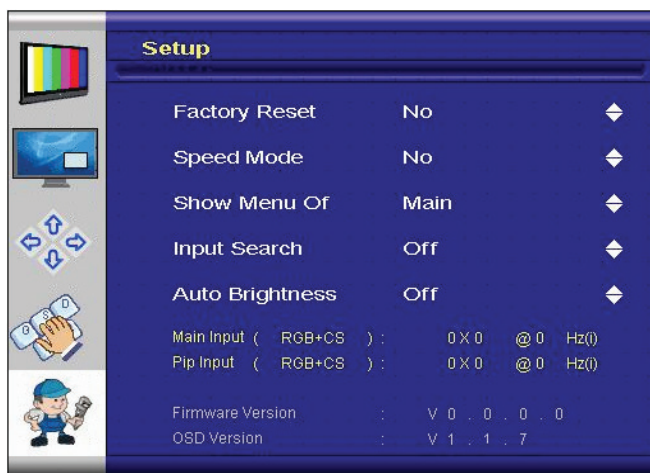 Setup
Factory Reset No
Speed Mode No
Show Menu Of Main
Input Search Off
Auto Brightness Off
Main Input ( RGB+CS ) : 0 X 0 @ 0 Hz(i)
Pip Input ( RGB+CS ) : 0 X 0 @ 0 Hz(i)
Firmware Version : V 0 . 0 . 0 . 0
OSD Version : V 1 . 1 . 7
G S O